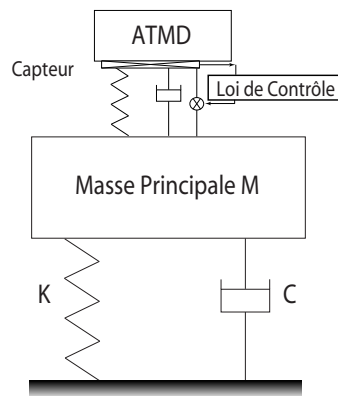 ATMD
Capteur
Loi de Contrôle
Masse Principale M
K
C